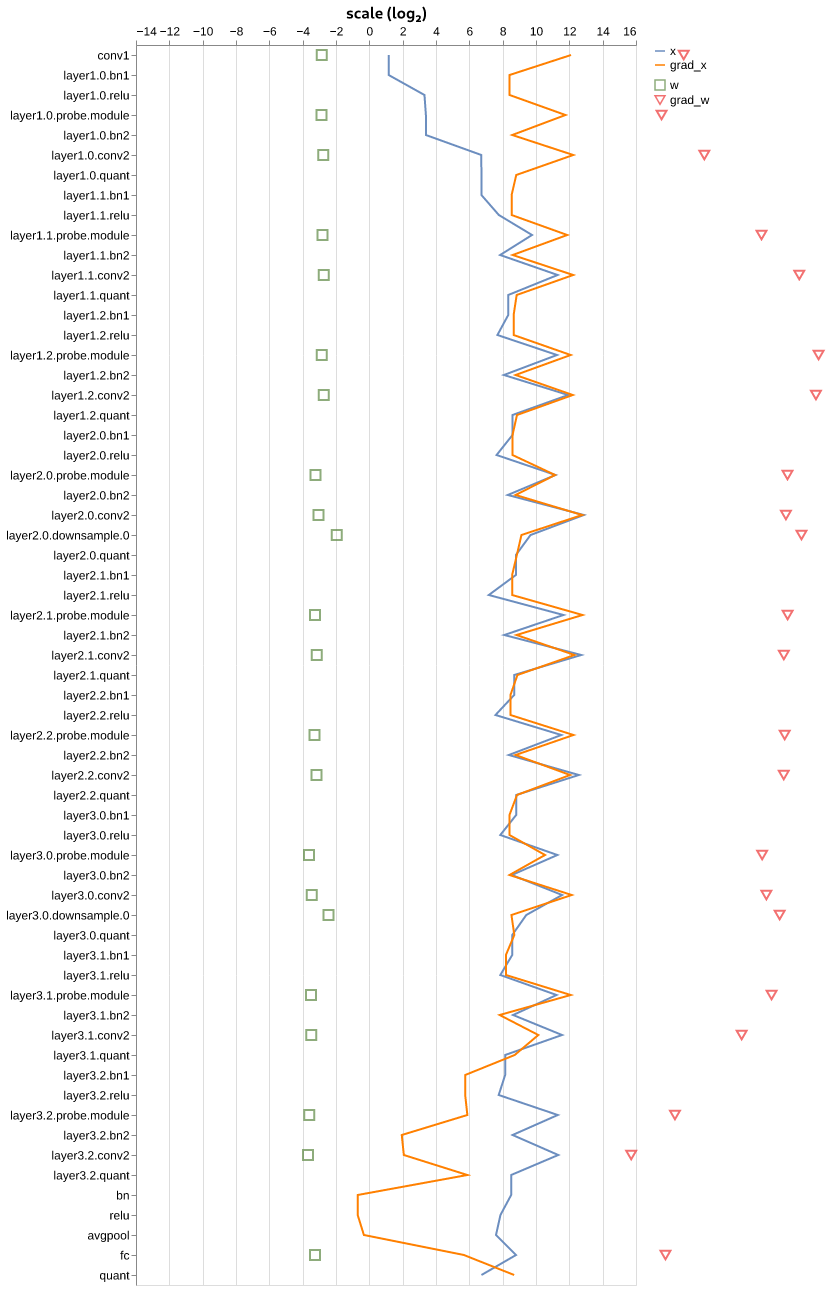 scale (log₂)
−14 −12 −10 −8 −6 −4 −2 0 2 4 6 8 10 12 14 16
x
grad_x
w
grad_w
conv1
layer1.0.bn1
layer1.0.relu
layer1.0.probe.module
layer1.0.bn2
layer1.0.conv2
layer1.0.quant
layer1.1.bn1
layer1.1.relu
layer1.1.probe.module
layer1.1.bn2
layer1.1.conv2
layer1.1.quant
layer1.2.bn1
layer1.2.relu
layer1.2.probe.module
layer1.2.bn2
layer1.2.conv2
layer1.2.quant
layer2.0.bn1
layer2.0.relu
layer2.0.probe.module
layer2.0.bn2
layer2.0.conv2
layer2.0.downsample.0
layer2.0.quant
layer2.1.bn1
layer2.1.relu
layer2.1.probe.module
layer2.1.bn2
layer2.1.conv2
layer2.1.quant
layer2.2.bn1
layer2.2.relu
layer2.2.probe.module
layer2.2.bn2
layer2.2.conv2
layer2.2.quant
layer3.0.bn1
layer3.0.relu
layer3.0.probe.module
layer3.0.bn2
layer3.0.conv2
layer3.0.downsample.0
layer3.0.quant
layer3.1.bn1
layer3.1.relu
layer3.1.probe.module
layer3.1.bn2
layer3.1.conv2
layer3.1.quant
layer3.2.bn1
layer3.2.relu
layer3.2.probe.module
layer3.2.bn2
layer3.2.conv2
layer3.2.quant
bn
relu
avgpool
fc
quant